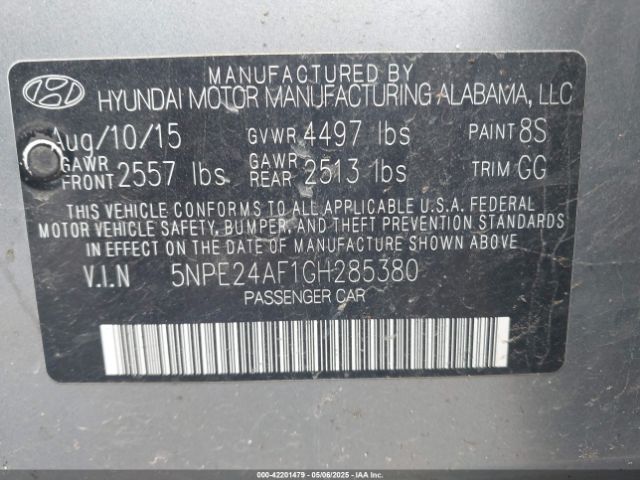 MANUFACTURED BY
HYUNDAI MOTOR MANUFACTURING ALABAMA, LLC
Aug/10/15 GVWR 4497 lbs PAINT 8S
GAWR FRONT 2557 lbs GAWR REAR 2513 lbs TRIM GG
THIS VEHICLE CONFORMS TO ALL APPLICABLE U.S.A. FEDERAL
MOTOR VEHICLE SAFETY, BUMPER, AND THEFT PREVENTION STANDARDS
IN EFFECT ON THE DATE OF MANUFACTURE SHOWN ABOVE.
V.I.N 5NPE24AF1GH285380
PASSENGER CAR
000-42201479 - 05/06/2025 - IAAI.COM